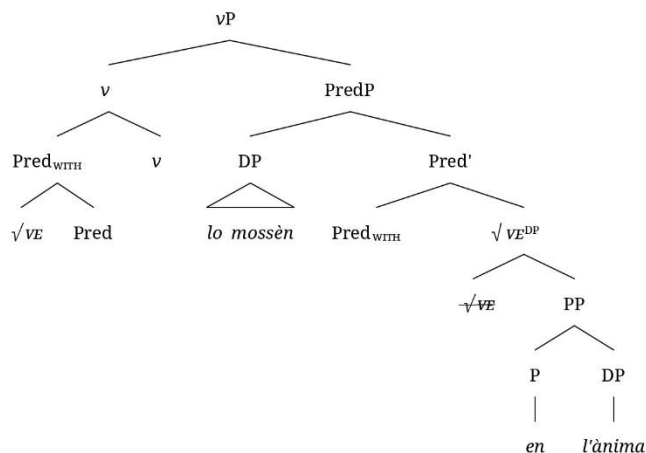 vP
v PredP
Pred_WITH v DP Pred'
√VE Pred lo mossèn Pred_WITH √VE^DP
√VE PP
P DP
en l'ànima